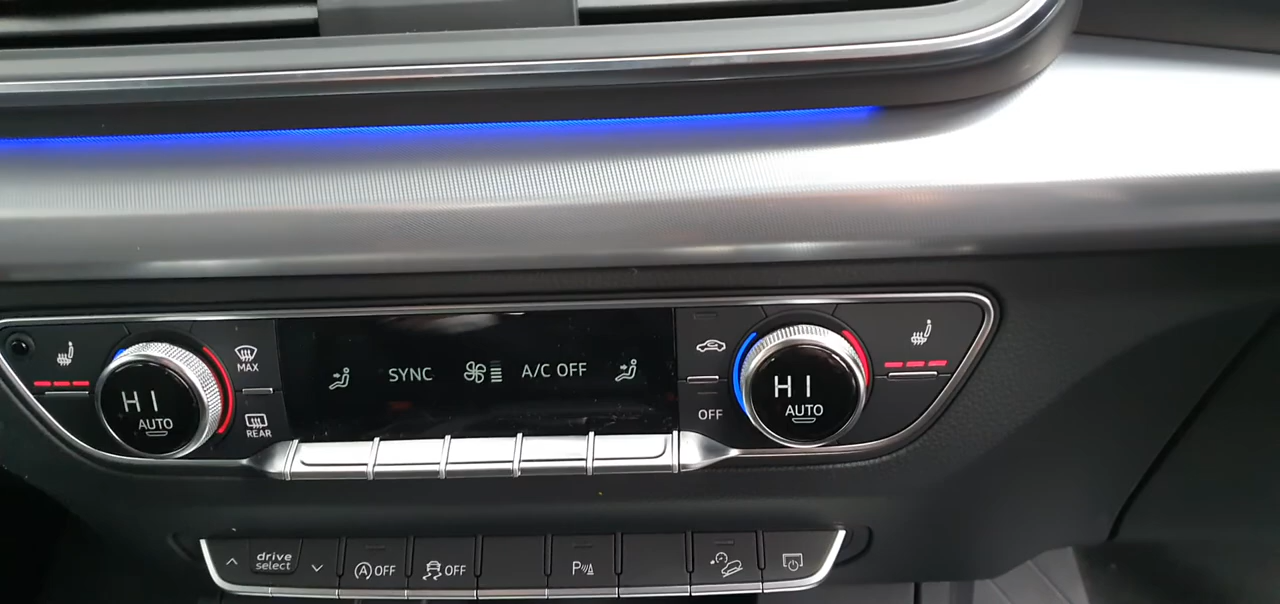 MAX
HI
AUTO
REAR
SYNC
A/C OFF
OFF
HI
AUTO
drive
select
A OFF
OFF
P